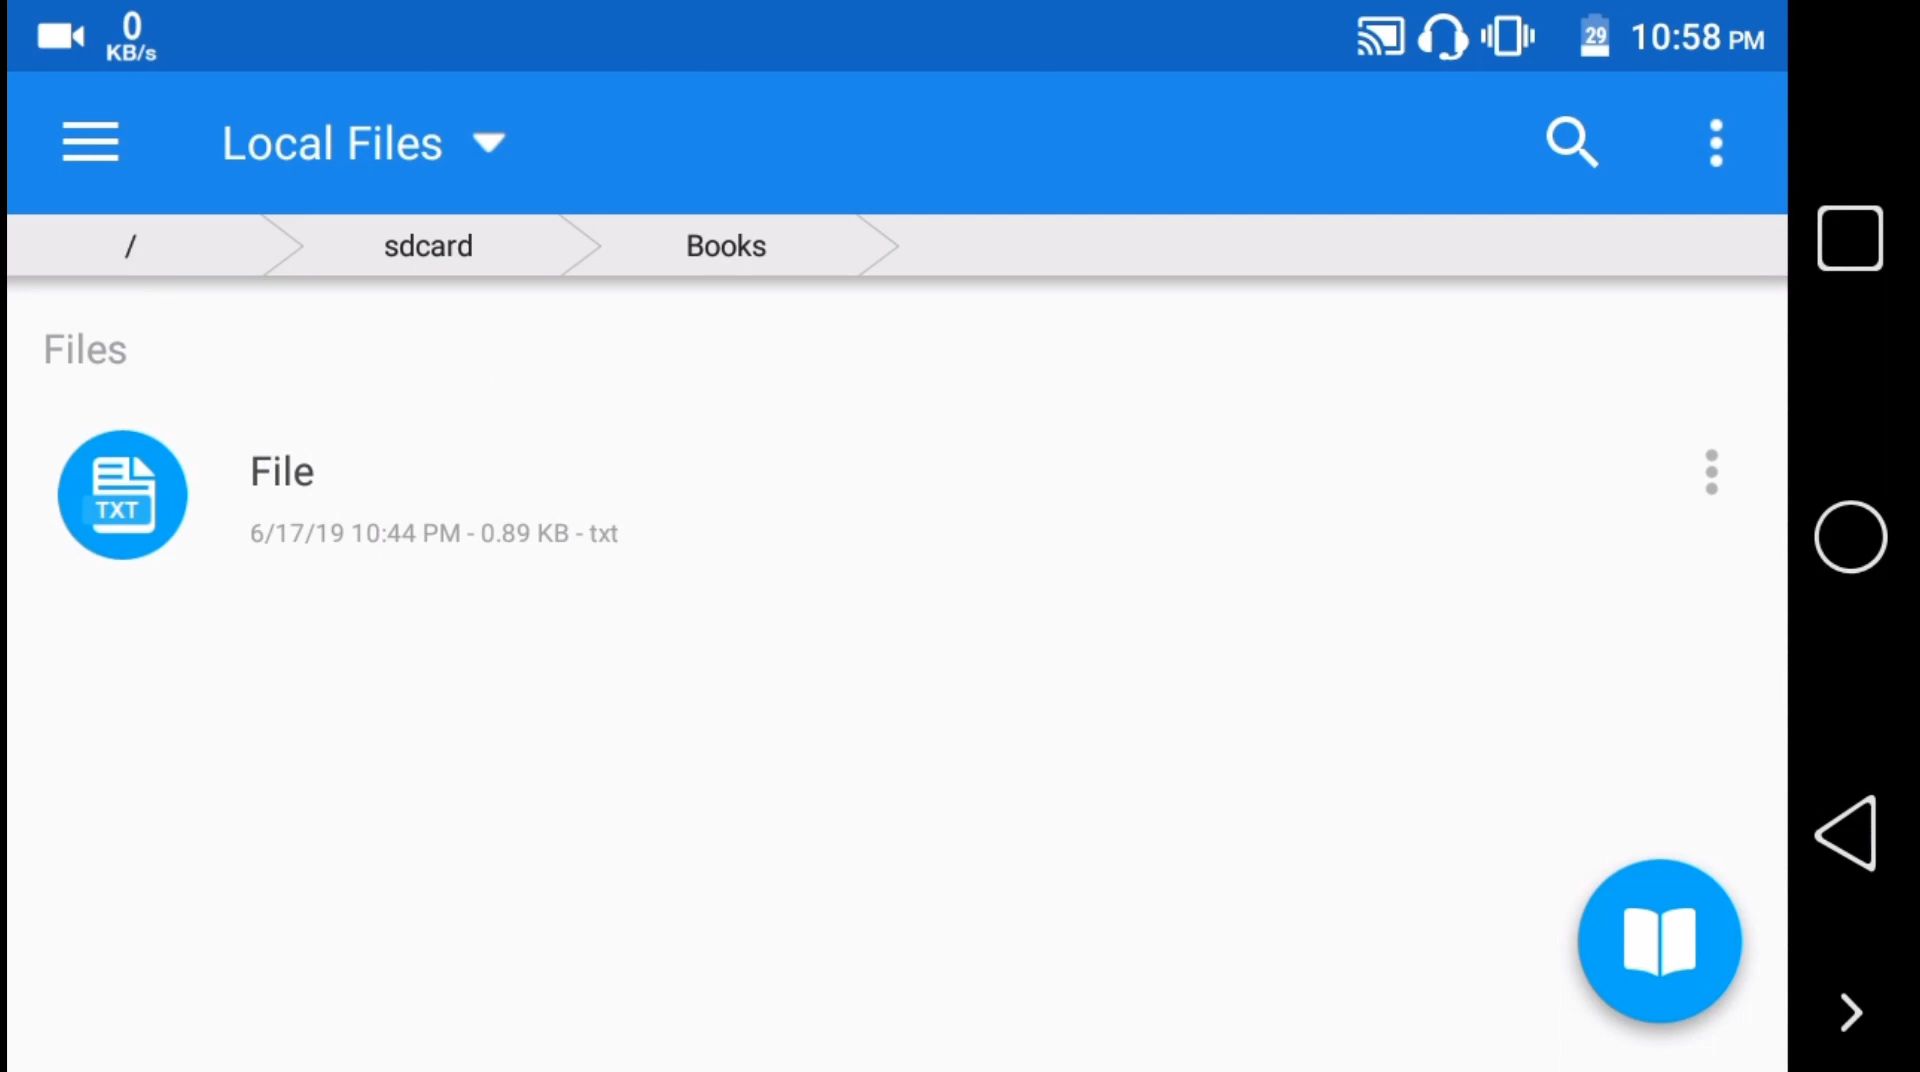 0
KB/s
29
10:58 PM
Local Files
/
sdcard
Books
Files
TXT
File
6/17/19 10:44 PM - 0.89 KB - txt